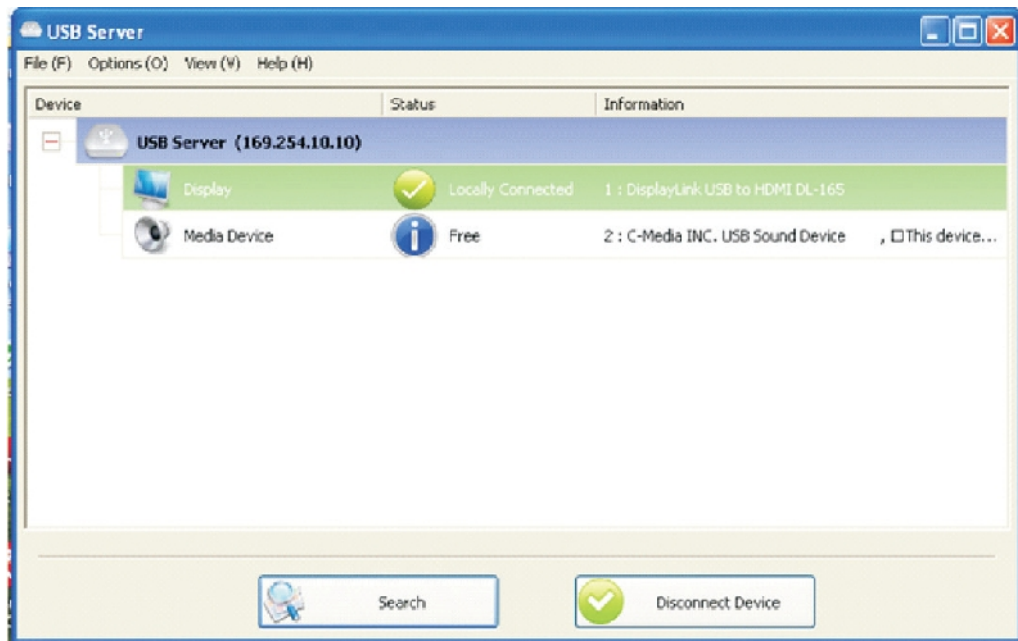 USB Server
File (F) Options (O) View (V) Help (H)
Device Status Information
USB Server (169.254.10.10)
Display Locally Connected 1 : DisplayLink USB to HDMI DL-165
Media Device Free 2 : C-Media INC. USB Sound Device , □This device...
Search Disconnect Device